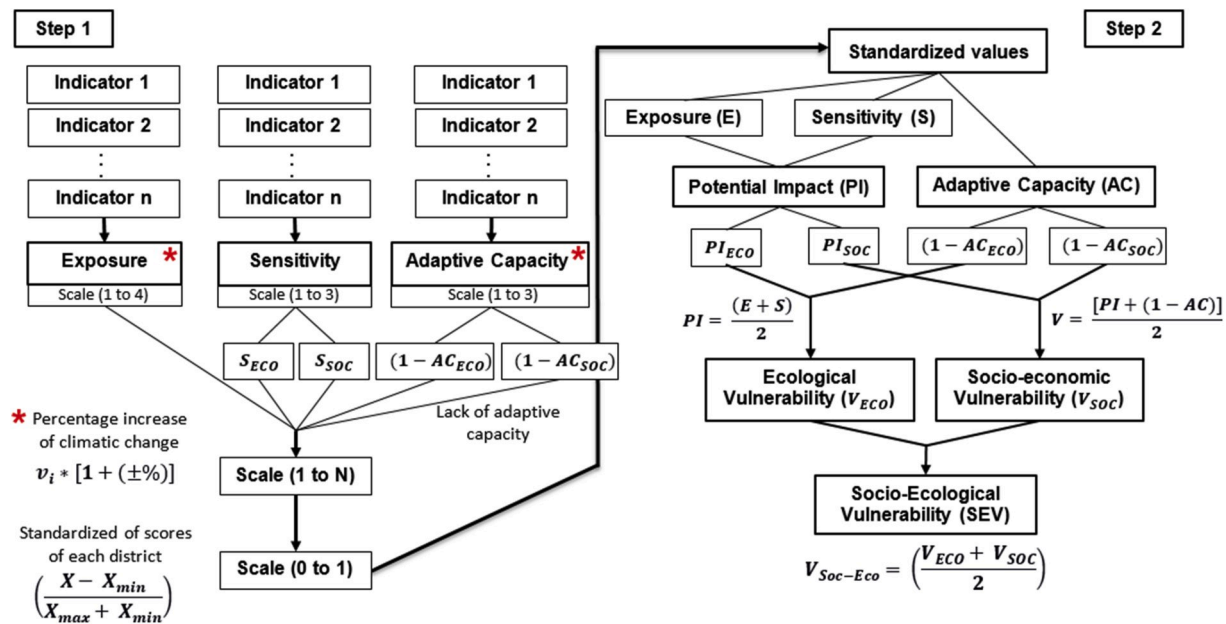 Step 1
Indicator 1
Indicator 2
⋮
Indicator n
Exposure *
Scale (1 to 4)
Indicator 1
Indicator 2
⋮
Indicator n
Sensitivity
Scale (1 to 3)
Indicator 1
Indicator 2
⋮
Indicator n
Adaptive Capacity *
Scale (1 to 3)
S_ECO
S_SOC
(1 − AC_ECO)
(1 − AC_SOC)
Lack of adaptive
capacity
* Percentage increase
of climatic change
v_i * [1 + (±%)]
Scale (1 to N)
Standardized of scores
of each district
((X − X_min) / (X_max + X_min))
Scale (0 to 1)
Step 2
Standardized values
Exposure (E)
Sensitivity (S)
Potential Impact (PI)
Adaptive Capacity (AC)
PI_ECO
PI_SOC
(1 − AC_ECO)
(1 − AC_SOC)
PI = (E + S) / 2
V = [PI + (1 − AC)] / 2
Ecological
Vulnerability (V_ECO)
Socio-economic
Vulnerability (V_SOC)
Socio-Ecological
Vulnerability (SEV)
V_Soc−Eco = ((V_ECO + V_SOC) / 2)